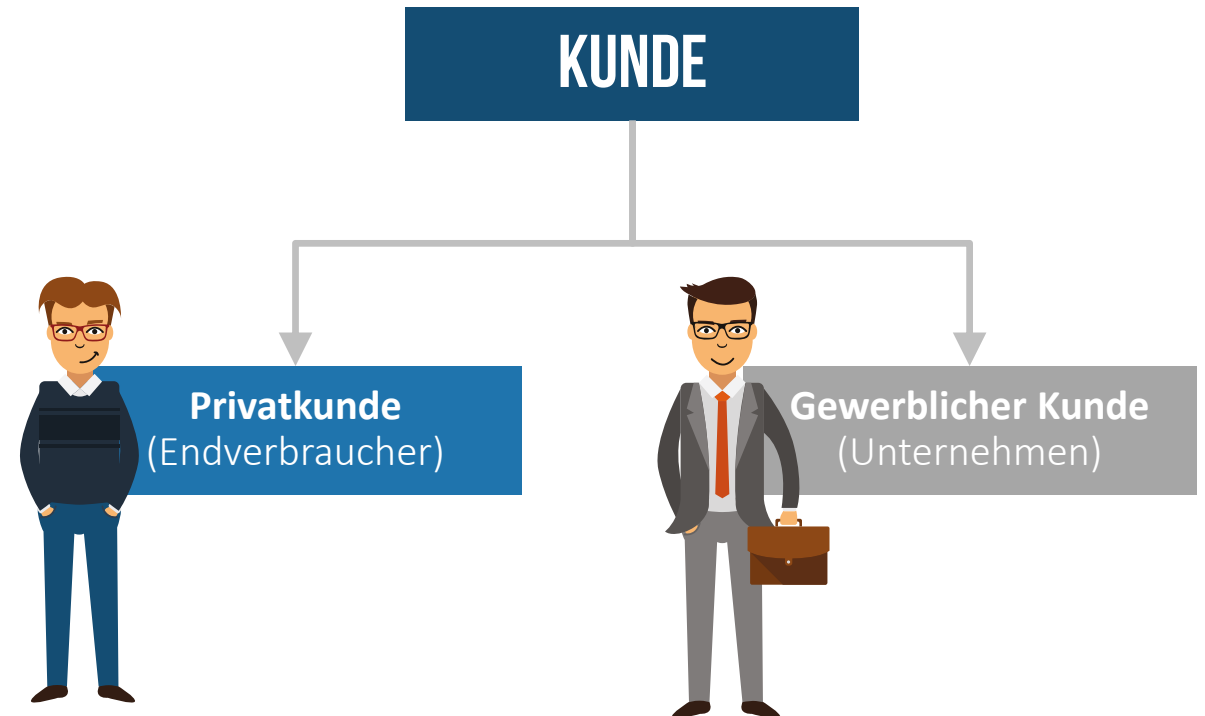 KUNDE
Privatkunde
(Endverbraucher)
Gewerblicher Kunde
(Unternehmen)